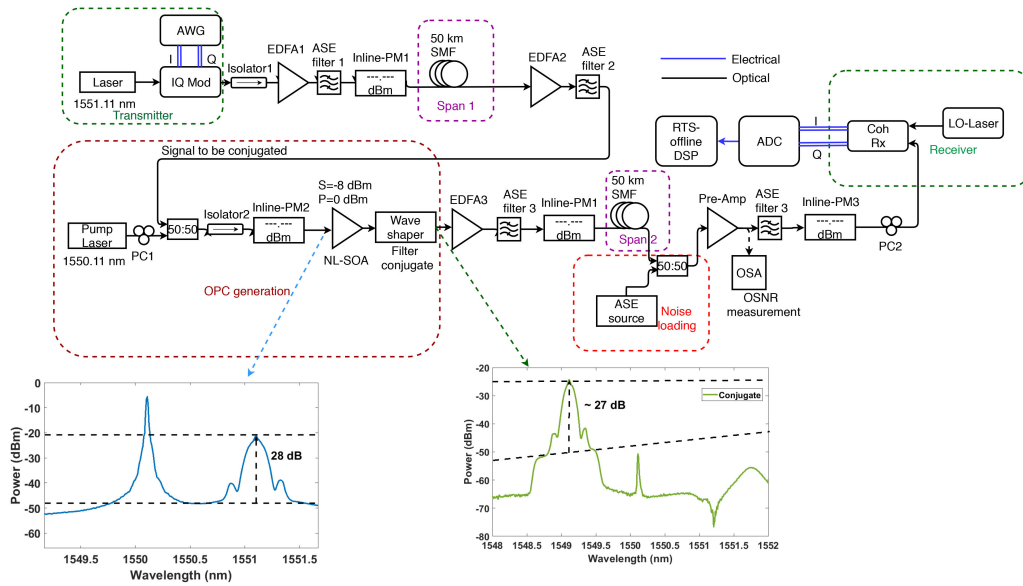 AWG
I
Q
Laser
IQ Mod
1551.11 nm
Transmitter
Isolator1
EDFA1
ASE
filter 1
Inline-PM1
---.--
dBm
50 km
SMF
Span 1
EDFA2
ASE
filter 2
Electrical
Optical
RTS-
offline
DSP
ADC
I
Q
Coh
Rx
LO-Laser
Receiver
Signal to be conjugated
Pump
Laser
1550.11 nm
PC1
50:50
Isolator2
Inline-PM2
---.--
dBm
S=-8 dBm
P=0 dBm
NL-SOA
Wave
shaper
Filter
conjugate
OPC generation
EDFA3
ASE
filter 3
Inline-PM1
---.--
dBm
50 km
SMF
Span 2
50:50
ASE
source
Noise
loading
Pre-Amp
ASE
filter 3
OSA
OSNR
measurement
Inline-PM3
---.--
dBm
PC2
0
-10
-20
-30
-40
-50
-60
Power (dBm)
28 dB
1549.5
1550
1550.5
1551
1551.5
Wavelength (nm)
-20
-30
-40
-50
-60
-70
-80
Power (dBm)
~ 27 dB
Conjugate
1548
1548.5
1549
1549.5
1550
1550.5
1551
1551.5
1552
Wavelength (nm)